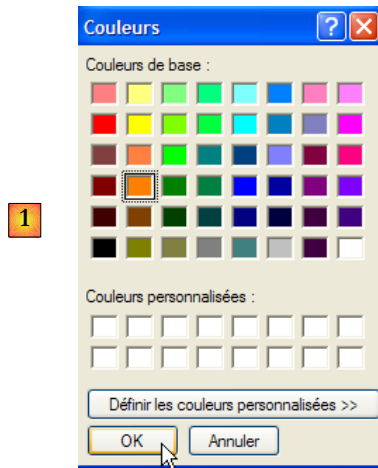 Couleurs
Couleurs de base :
1
Couleurs personnalisées :
Définir les couleurs personnalisées >>
OK Annuler